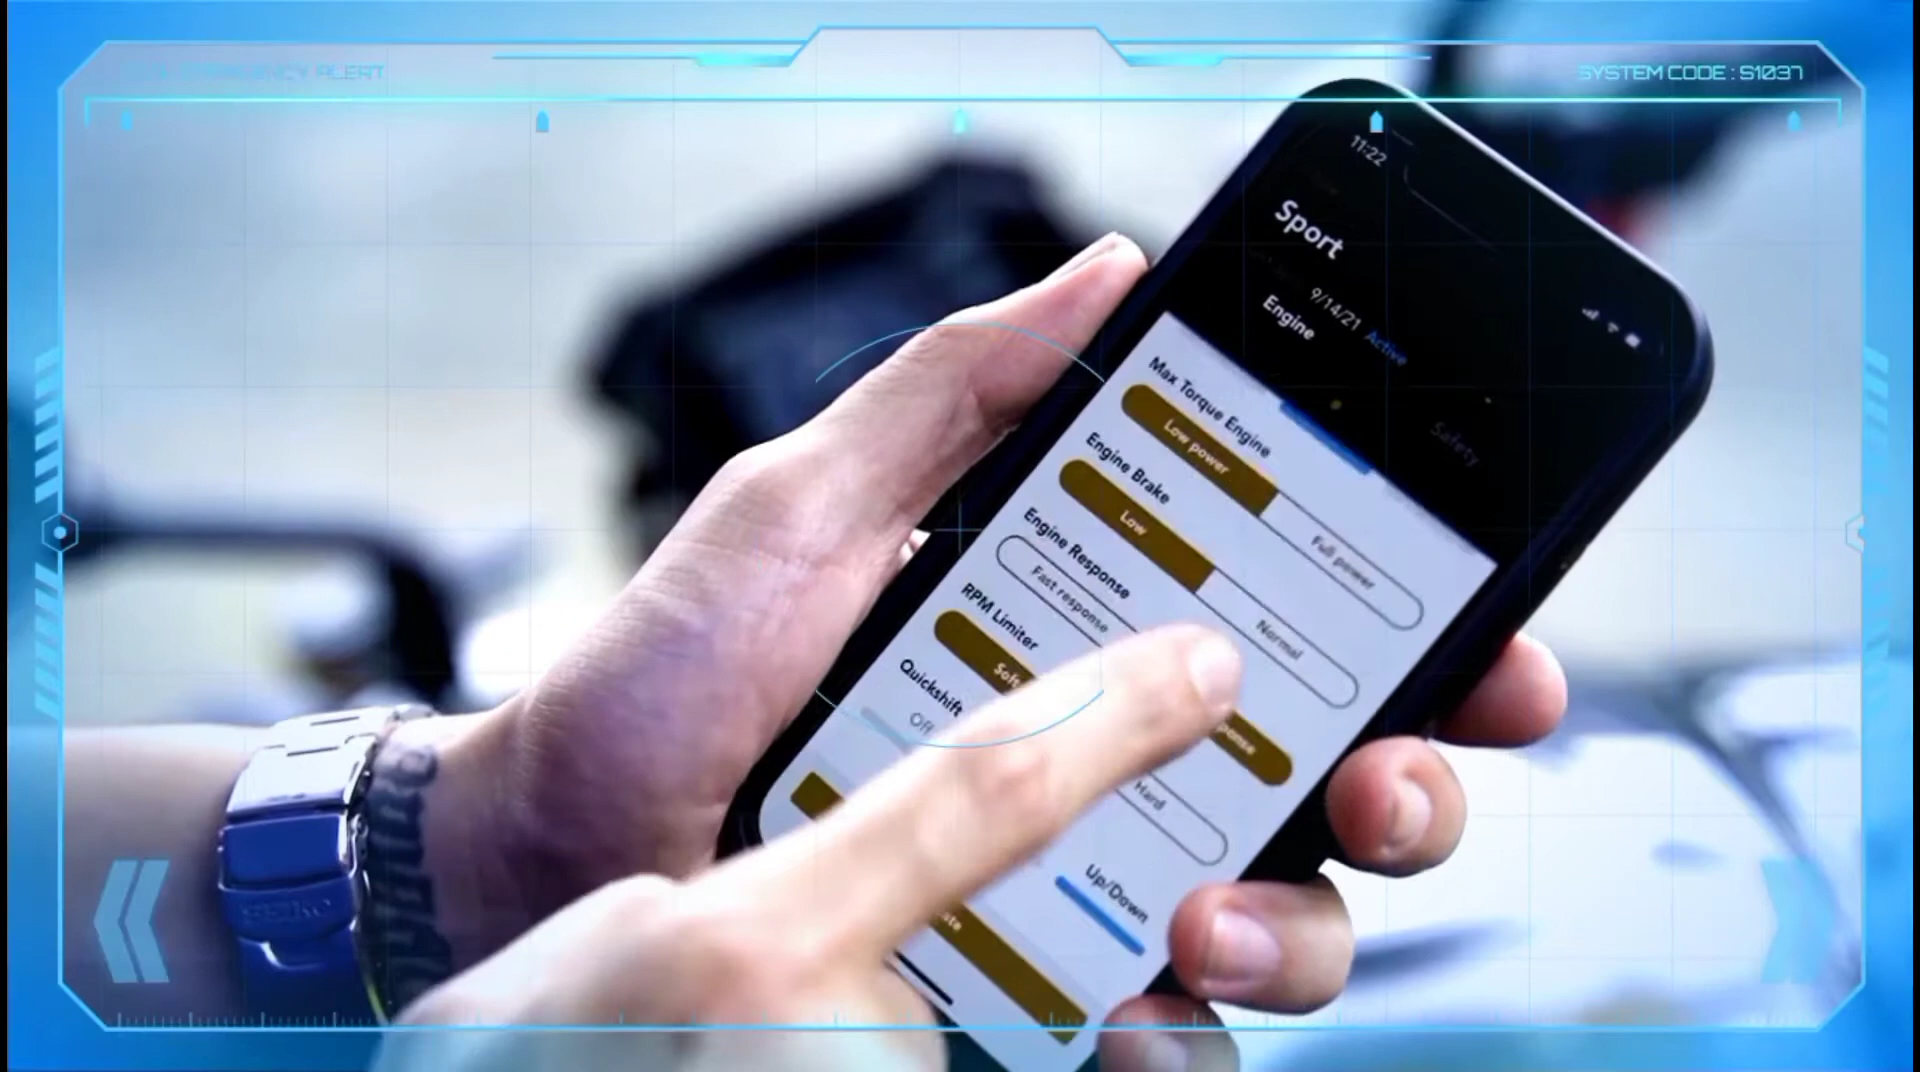 SYSTEM CODE : S1037
11:22
Sport
9/14/21 Active
Engine
Safety
Max Torque Engine
Low power
Full power
Engine Brake
Low
Normal
Engine Response
Fast response
RPM Limiter
Hard
Quickshift
Off
Up/Down
SEIKO